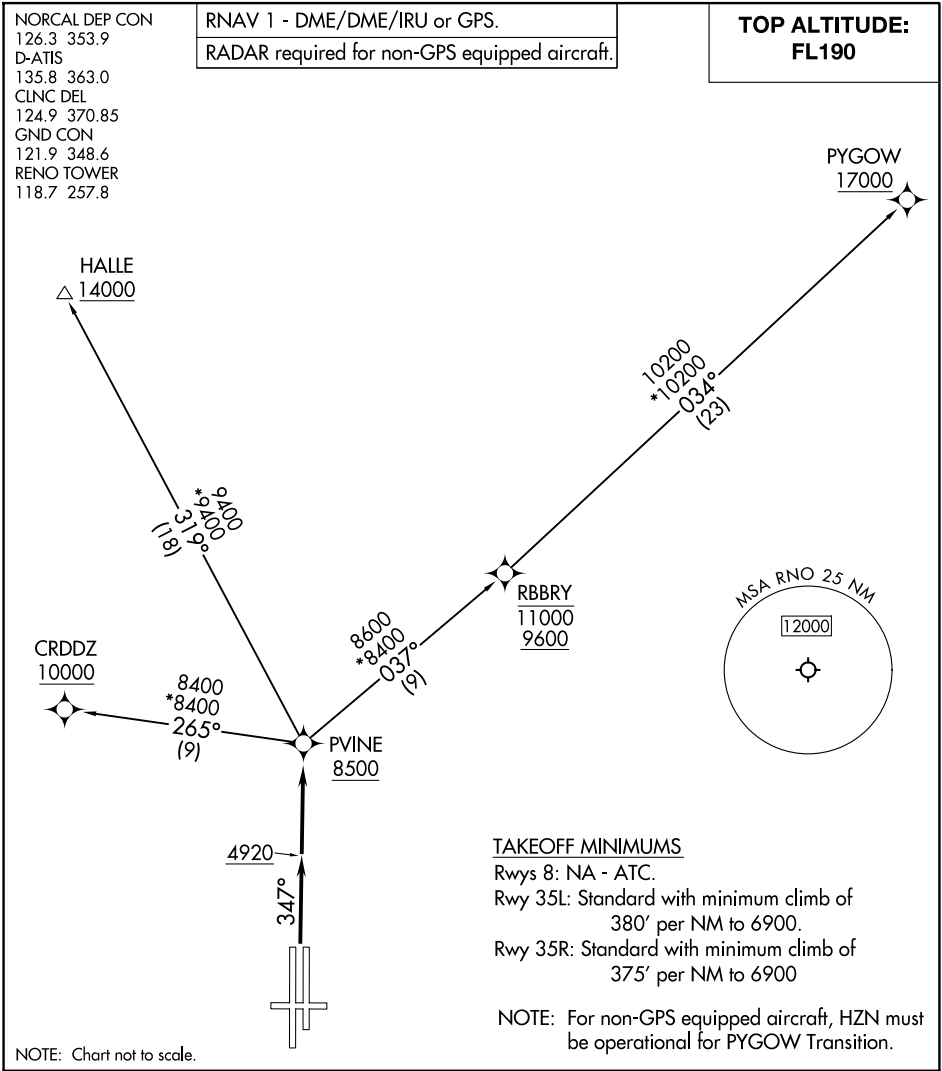 NORCAL DEP CON
126.3 353.9
D-ATIS
135.8 363.0
CLNC DEL
124.9 370.85
GND CON
121.9 348.6
RENO TOWER
118.7 257.8
RNAV 1 - DME/DME/IRU or GPS.
RADAR required for non-GPS equipped aircraft.
TOP ALTITUDE:
FL190
PYGOW
17000
HALLE
14000
10200
*10200
034°
(23)
9400
*9400
319°
(18)
RBBRY
11000
9600
MSA RNO 25 NM
12000
8600
*8400
037°
(9)
CRDDZ
10000
8400
*8400
265°
(9)
PVINE
8500
4920
347°
TAKEOFF MINIMUMS
Rwys 8: NA - ATC.
Rwy 35L: Standard with minimum climb of
380' per NM to 6900.
Rwy 35R: Standard with minimum climb of
375' per NM to 6900
NOTE: For non-GPS equipped aircraft, HZN must
be operational for PYGOW Transition.
NOTE: Chart not to scale.